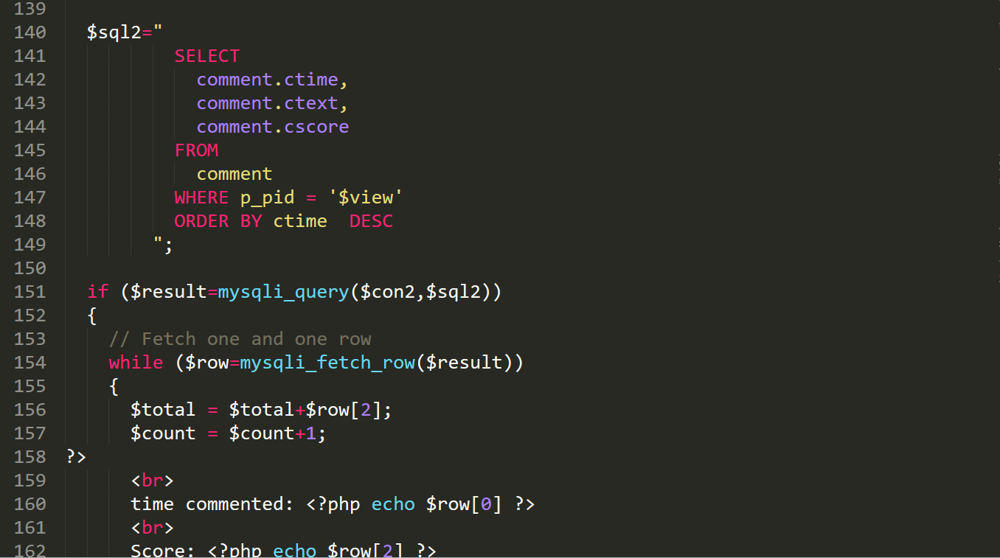 139
140 $sql2="
141 SELECT
142 comment.ctime,
143 comment.ctext,
144 comment.cscore
145 FROM
146 comment
147 WHERE p_pid = '$view'
148 ORDER BY ctime  DESC
149 ";
150
151 if ($result=mysqli_query($con2,$sql2))
152 {
153 // Fetch one and one row
154 while ($row=mysqli_fetch_row($result))
155 {
156 $total = $total+$row[2];
157 $count = $count+1;
158 ?>
159 <br>
160 time commented: <?php echo $row[0] ?>
161 <br>
162 Score: <?php echo $row[2] ?>